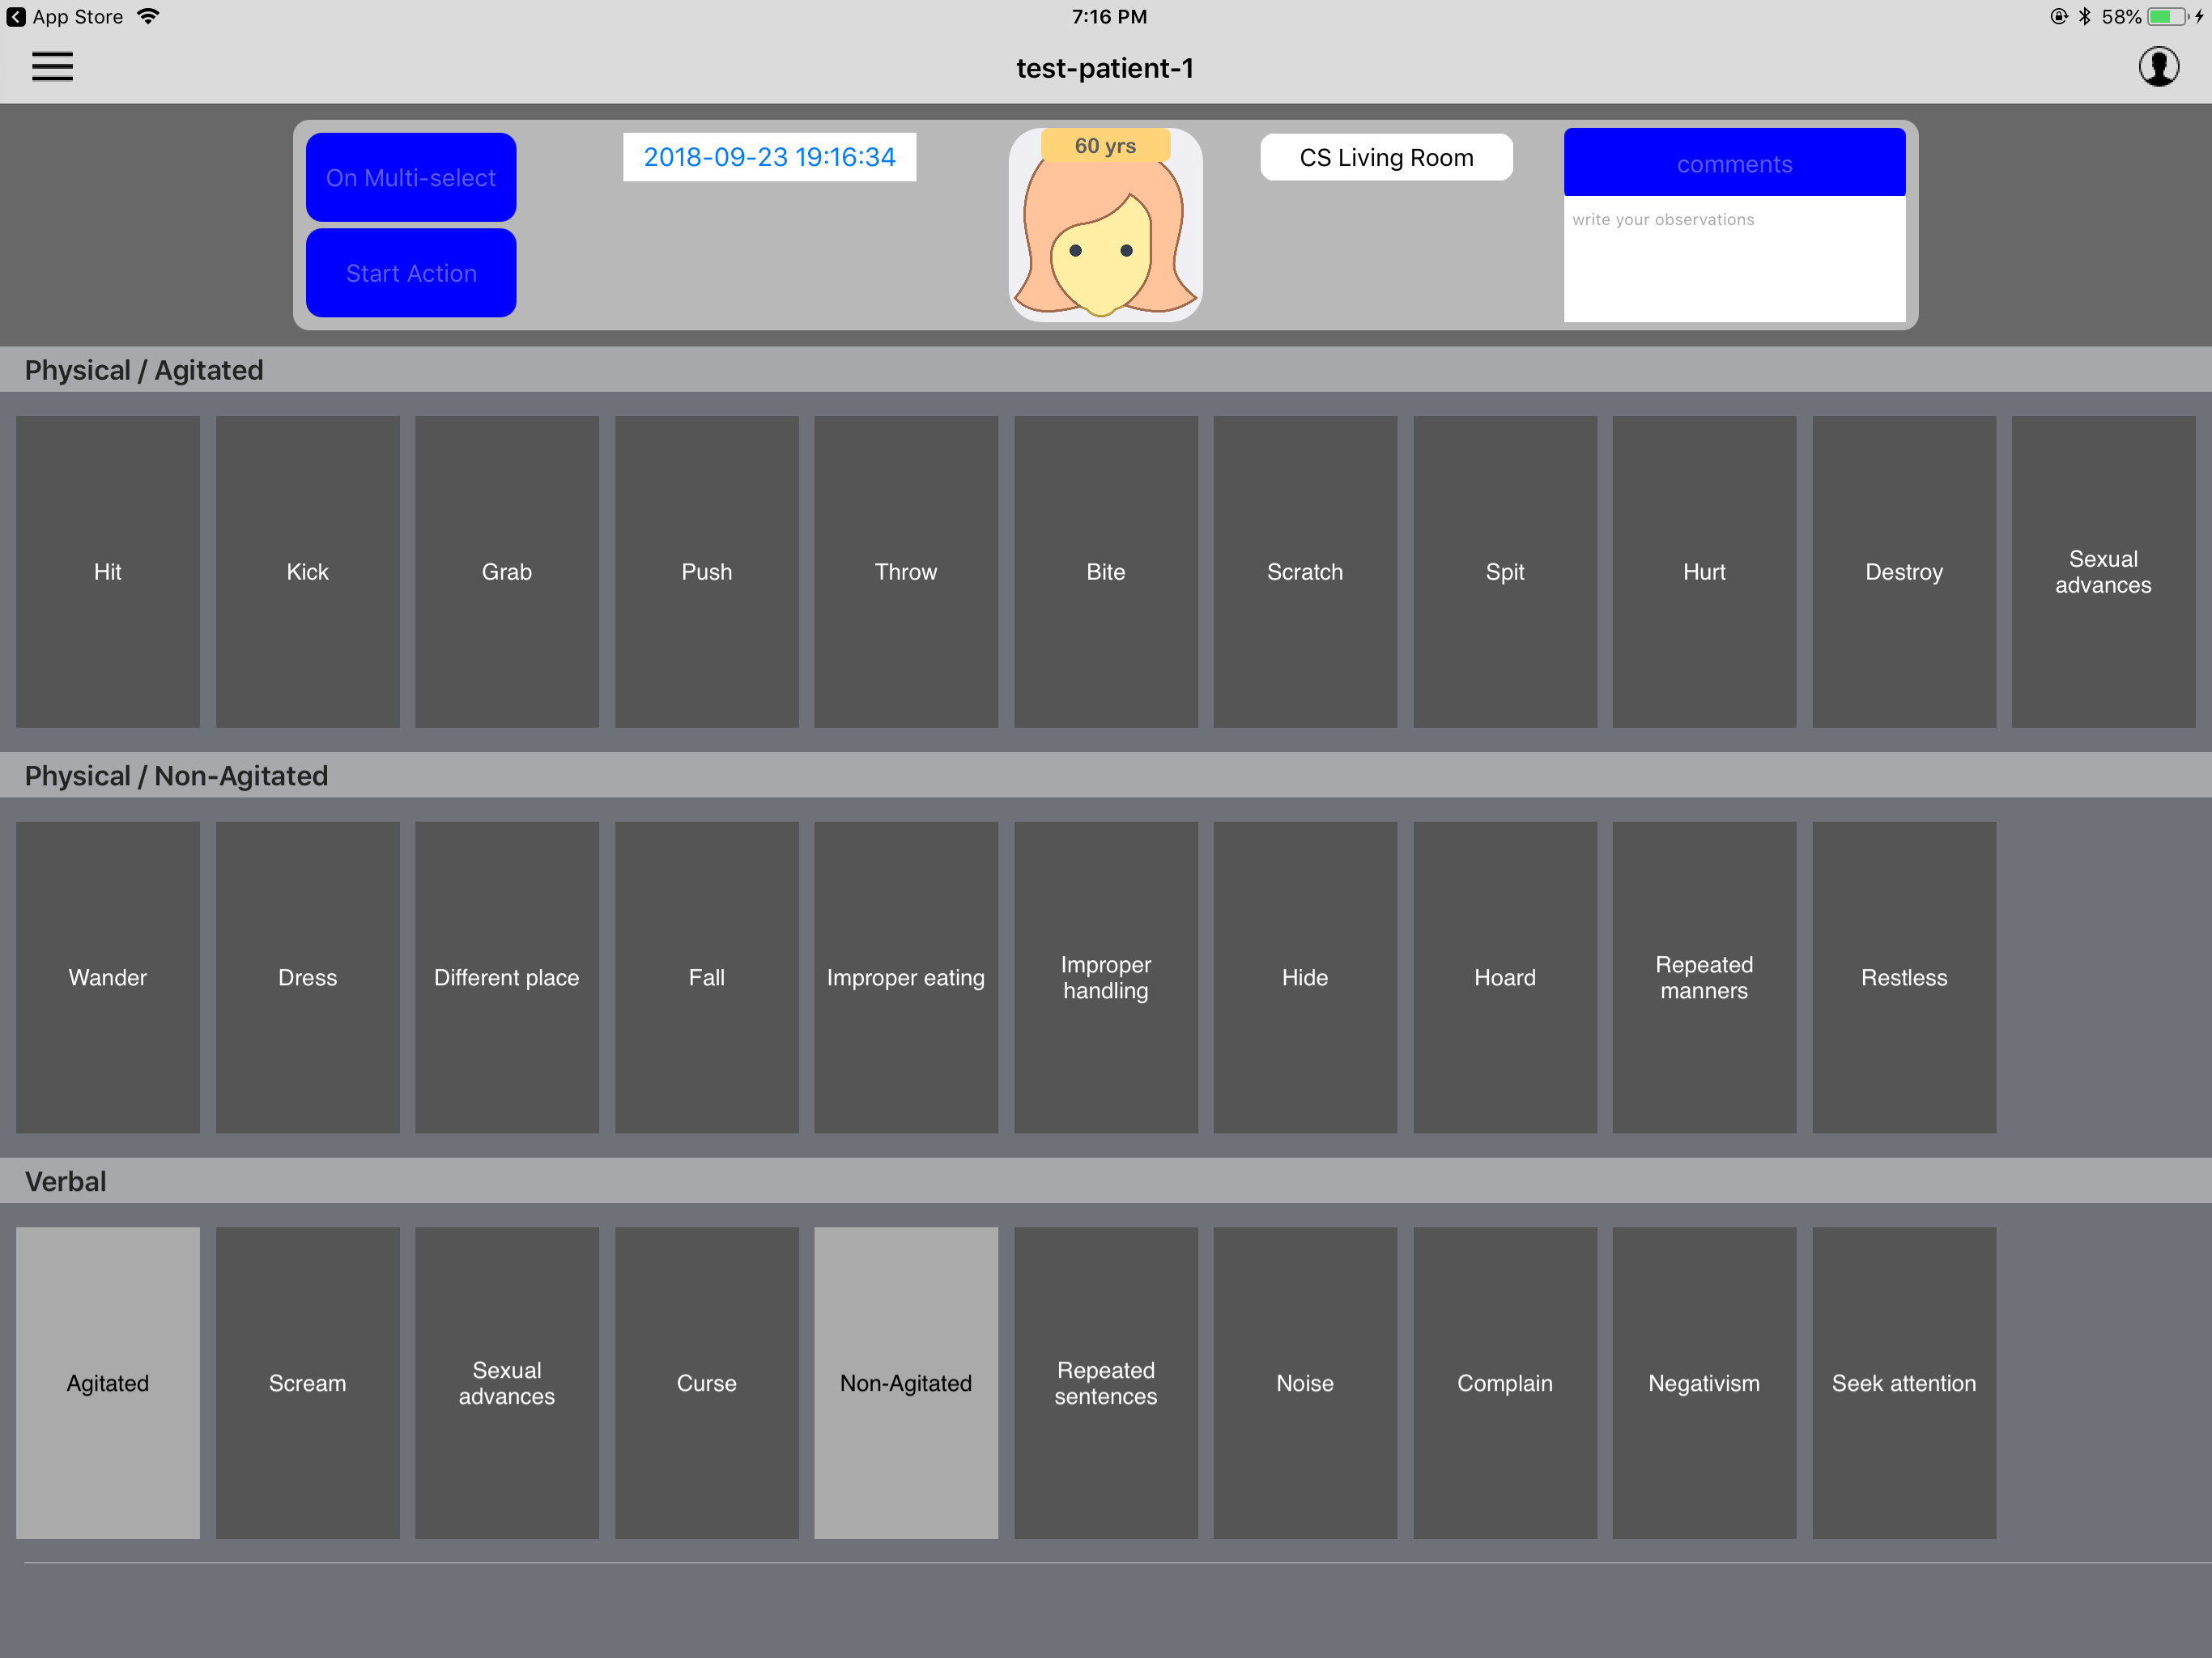 App Store
7:16 PM
58%
test-patient-1
On Multi-select
Start Action
2018-09-23 19:16:34
60 yrs
CS Living Room
comments
write your observations
Physical / Agitated
Hit
Kick
Grab
Push
Throw
Bite
Scratch
Spit
Hurt
Destroy
Sexual
advances
Physical / Non-Agitated
Wander
Dress
Different place
Fall
Improper eating
Improper
handling
Hide
Hoard
Repeated
manners
Restless
Verbal
Agitated
Scream
Sexual
advances
Curse
Non-Agitated
Repeated
sentences
Noise
Complain
Negativism
Seek attention